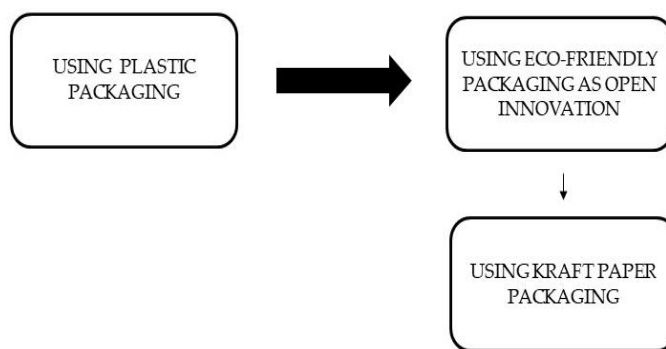 USING PLASTIC
PACKAGING
USING ECO-FRIENDLY
PACKAGING AS OPEN
INNOVATION
USING KRAFT PAPER
PACKAGING